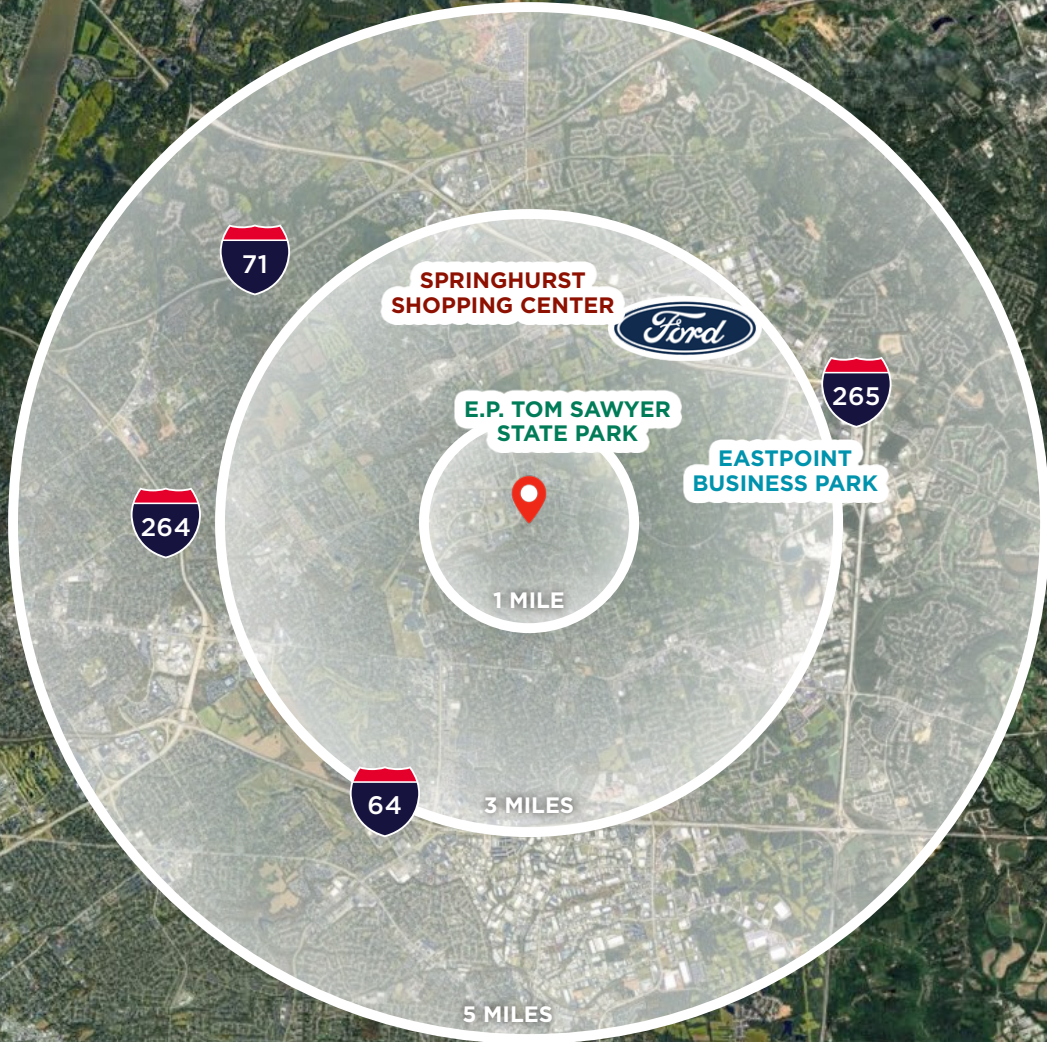 71
SPRINGHURST
SHOPPING CENTER
Ford
265
E.P. TOM SAWYER
STATE PARK
EASTPOINT
BUSINESS PARK
264
1 MILE
64
3 MILES
5 MILES